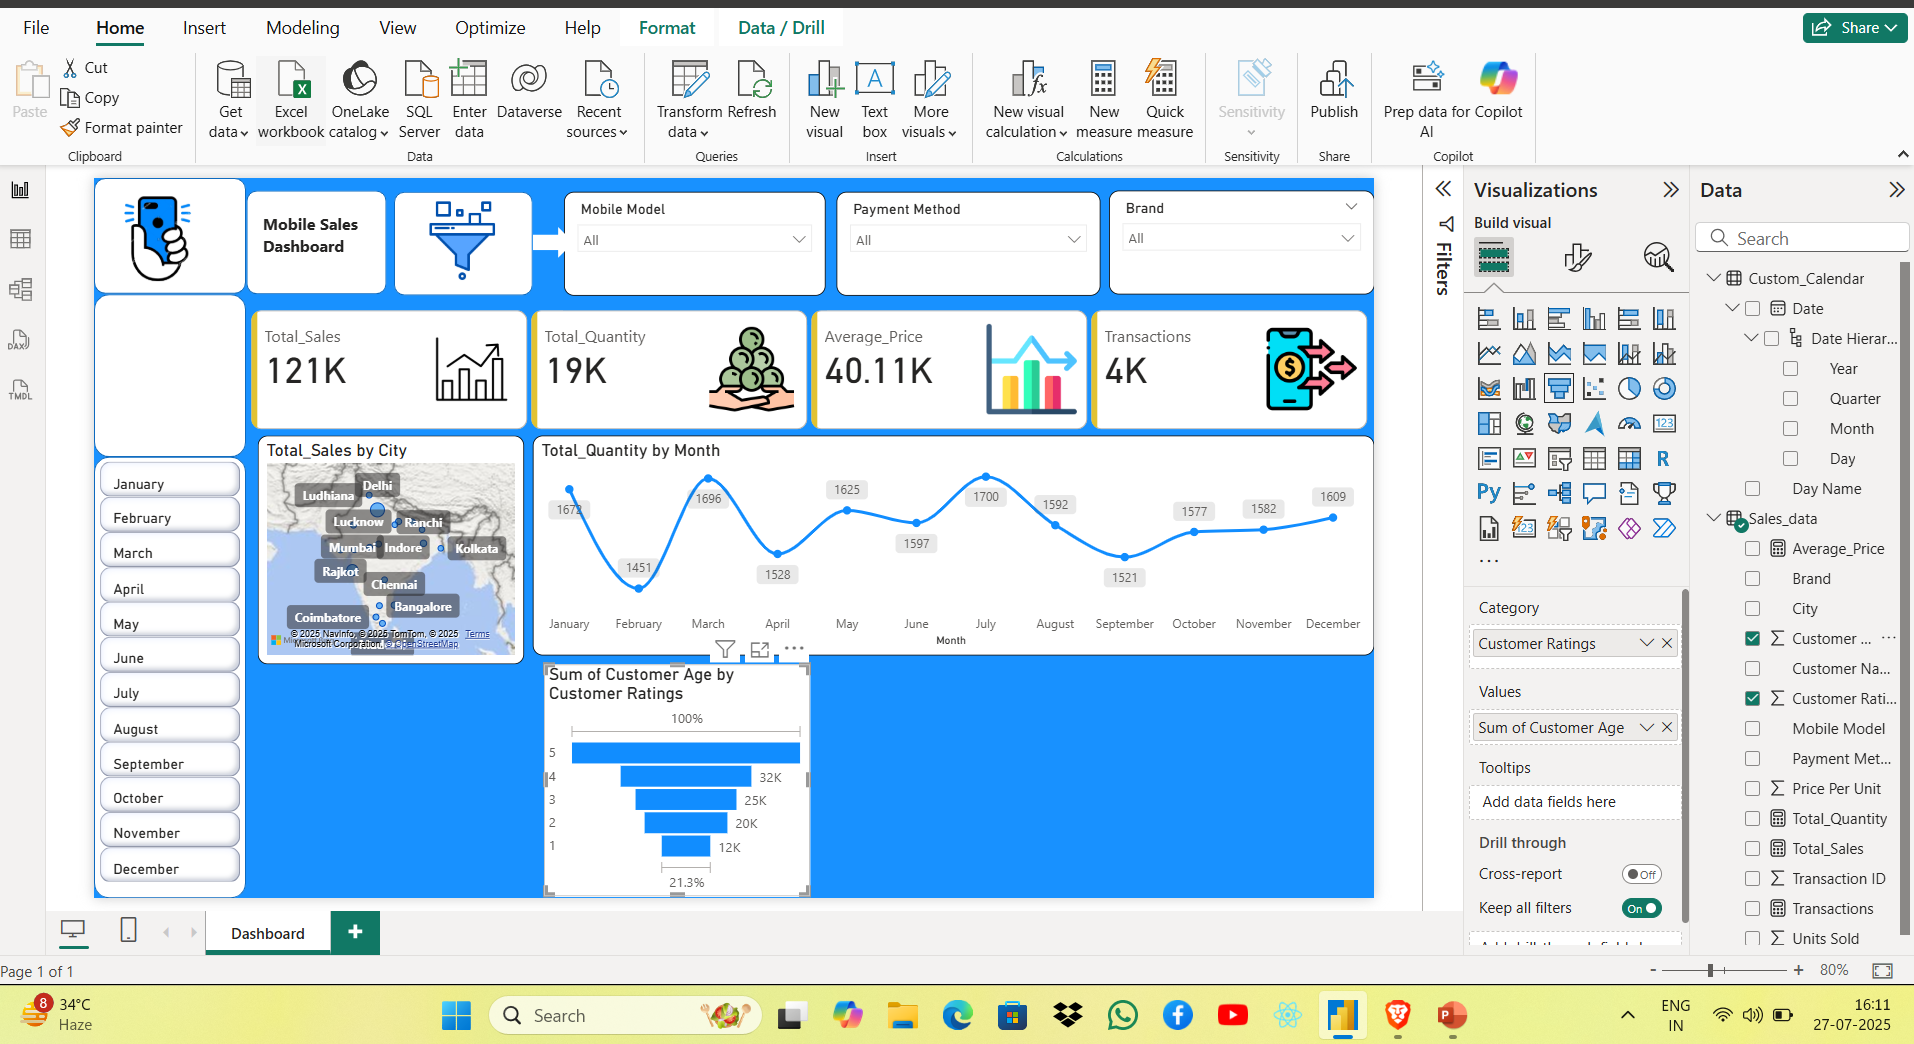 File
Home
Insert
Modeling
View
Optimize
Help
Format
Data / Drill
Share
Paste
Cut
Copy
Format painter
Clipboard
Get data
Excel workbook
OneLake catalog
SQL Server
Enter data
Dataverse
Recent sources
Data
Transform data
Refresh
Queries
New visual
Text box
More visuals
Insert
New visual calculation
New measure
Quick measure
Calculations
Sensitivity
Sensitivity
Publish
Share
Prep data for AI
Copilot
Copilot
DAX
TMDL
Mobile Sales
Dashboard
Mobile Model
All
Payment Method
All
Brand
All
Total_Sales
121K
Total_Quantity
19K
Average_Price
40.11K
Transactions
4K
January
February
March
April
May
June
July
August
September
October
November
December
Total_Sales by City
Delhi
Ludhiana
Lucknow
Ranchi
Mumbai
Indore
Kolkata
Rajkot
Chennai
Bangalore
Coimbatore
© 2025 NavInfo, © 2025 TomTom, © 2025
Microsoft Corporation, © OpenStreetMap
Terms
Total_Quantity by Month
1672
1451
1696
1528
1625
1597
1700
1592
1521
1577
1582
1609
January February March April May June July August September October November December
Month
Sum of Customer Age by
Customer Ratings
100%
5
4 32K
3 25K
2 20K
1 12K
21.3%
Filters
Visualizations
Build visual
123
R
Py
123
...
Category
Customer Ratings
Values
Sum of Customer Age
Tooltips
Add data fields here
Drill through
Cross-report
Off
Keep all filters
On
Data
Search
Custom_Calendar
Date
Date Hierar...
Year
Quarter
Month
Day
Day Name
Sales_data
Average_Price
Brand
City
Customer ...
Customer Na...
Customer Rati...
Mobile Model
Payment Met...
Price Per Unit
Total_Quantity
Total_Sales
Transaction ID
Transactions
Units Sold
Dashboard
+
Page 1 of 1
- + 80%
8
34°C
Haze
Search
ENG
IN
16:11
27-07-2025